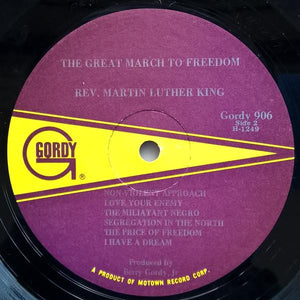 THE GREAT MARCH TO FREEDOM
REV. MARTIN LUTHER KING
Gordy 906
Side 2
H-1249
G
GORDY
®
NON-VIOLENT APPROACH
LOVE YOUR ENEMY
THE MILIATANT NEGRO
SEGREGATION IN THE NORTH
THE PRICE OF FREEDOM
I HAVE A DREAM
Produced by
Berry Gordy, Jr
A PRODUCT OF MOTOWN RECORD CORP.